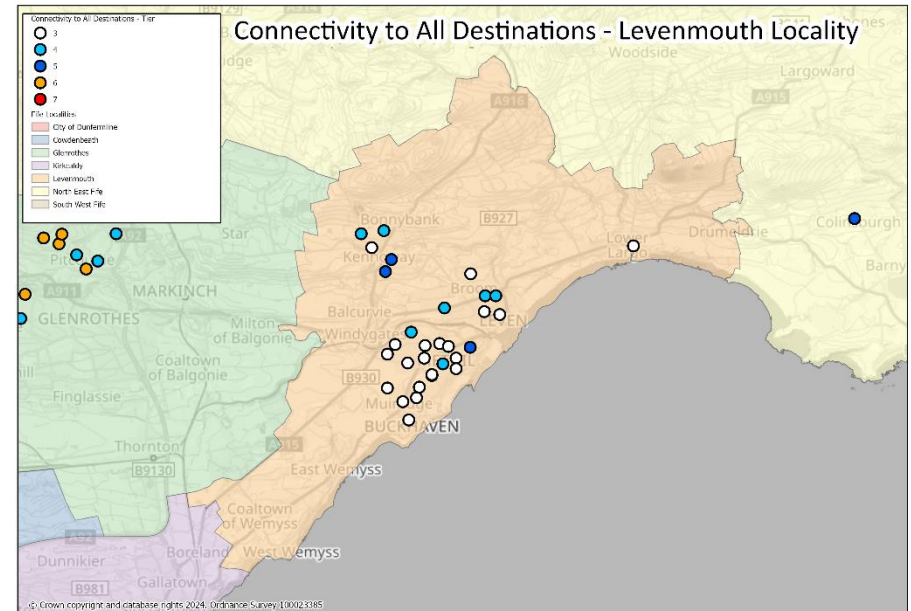 Connectivity to All Destinations - Levenmouth Locality
Connectivity to All Destinations - Tier
3
4
5
6
7
Fife Localities
City of Dunfermline
Cowdenbeath
Glenrothes
Kirkcaldy
Levenmouth
North East Fife
South West Fife
Woodside
Largoward
A916
A915
Bonnybank
B927
Lower
Largo
Drumeldrie
Star
A92
A911
MARKINCH
GLENROTHES
Milton
of Balgonie
Balcurvie
Windygates
LEVEN
Coaltown
of Balgonie
B930
Finglassie
BUCKHAVEN
A915
Thornton
B9130
East Wemyss
Coaltown
of Wemyss
A92
Dunnikier
Boreland
West Wemyss
B981
Gallatown
© Crown copyright and database rights 2024. Ordnance Survey 100023385